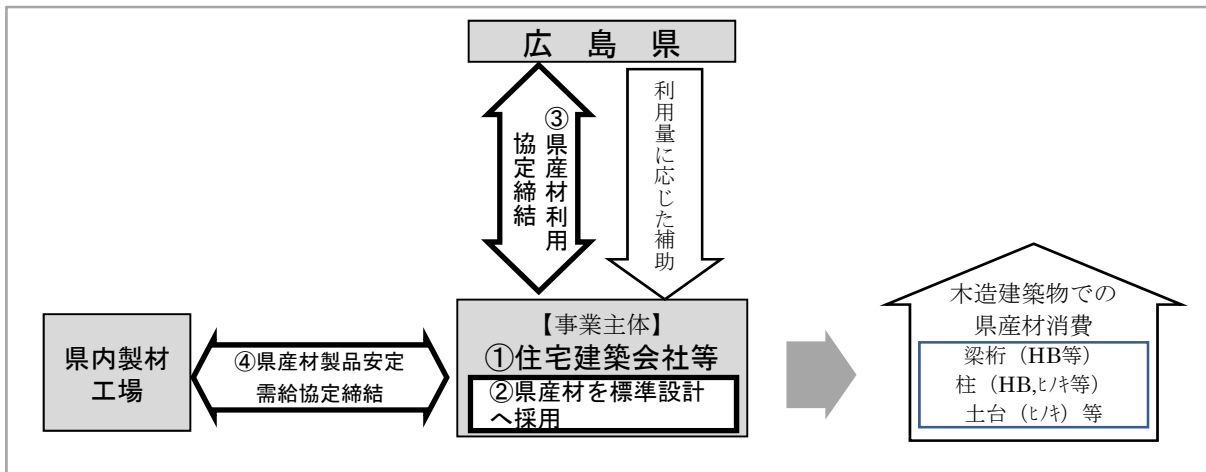 広島県
③県産材利用
協定締結
利用量に応じた補助
県内製材
工場
④県産材製品安定
需給協定締結
【事業主体】
①住宅建築会社等
②県産材を標準設計
へ採用
木造建築物での
県産材消費
梁桁（HB等）
柱（HB,ﾋﾉｷ等）
土台（ﾋﾉｷ）等